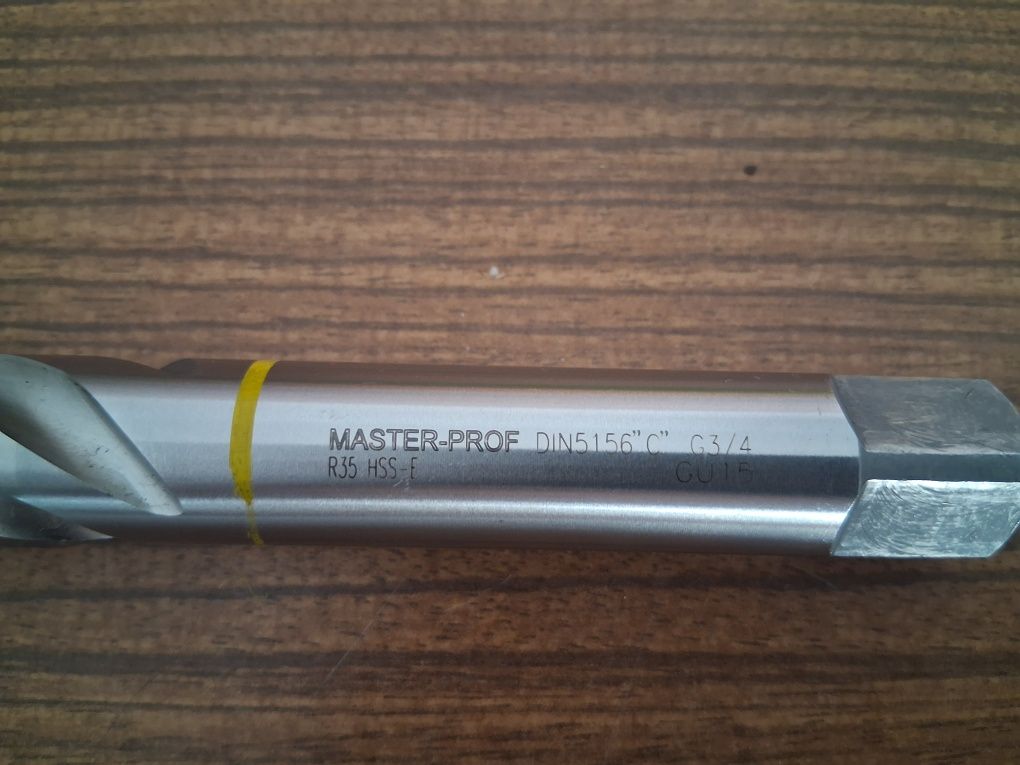 MASTER-PROF DIN5156"C" G3/4
R35 HSS-E